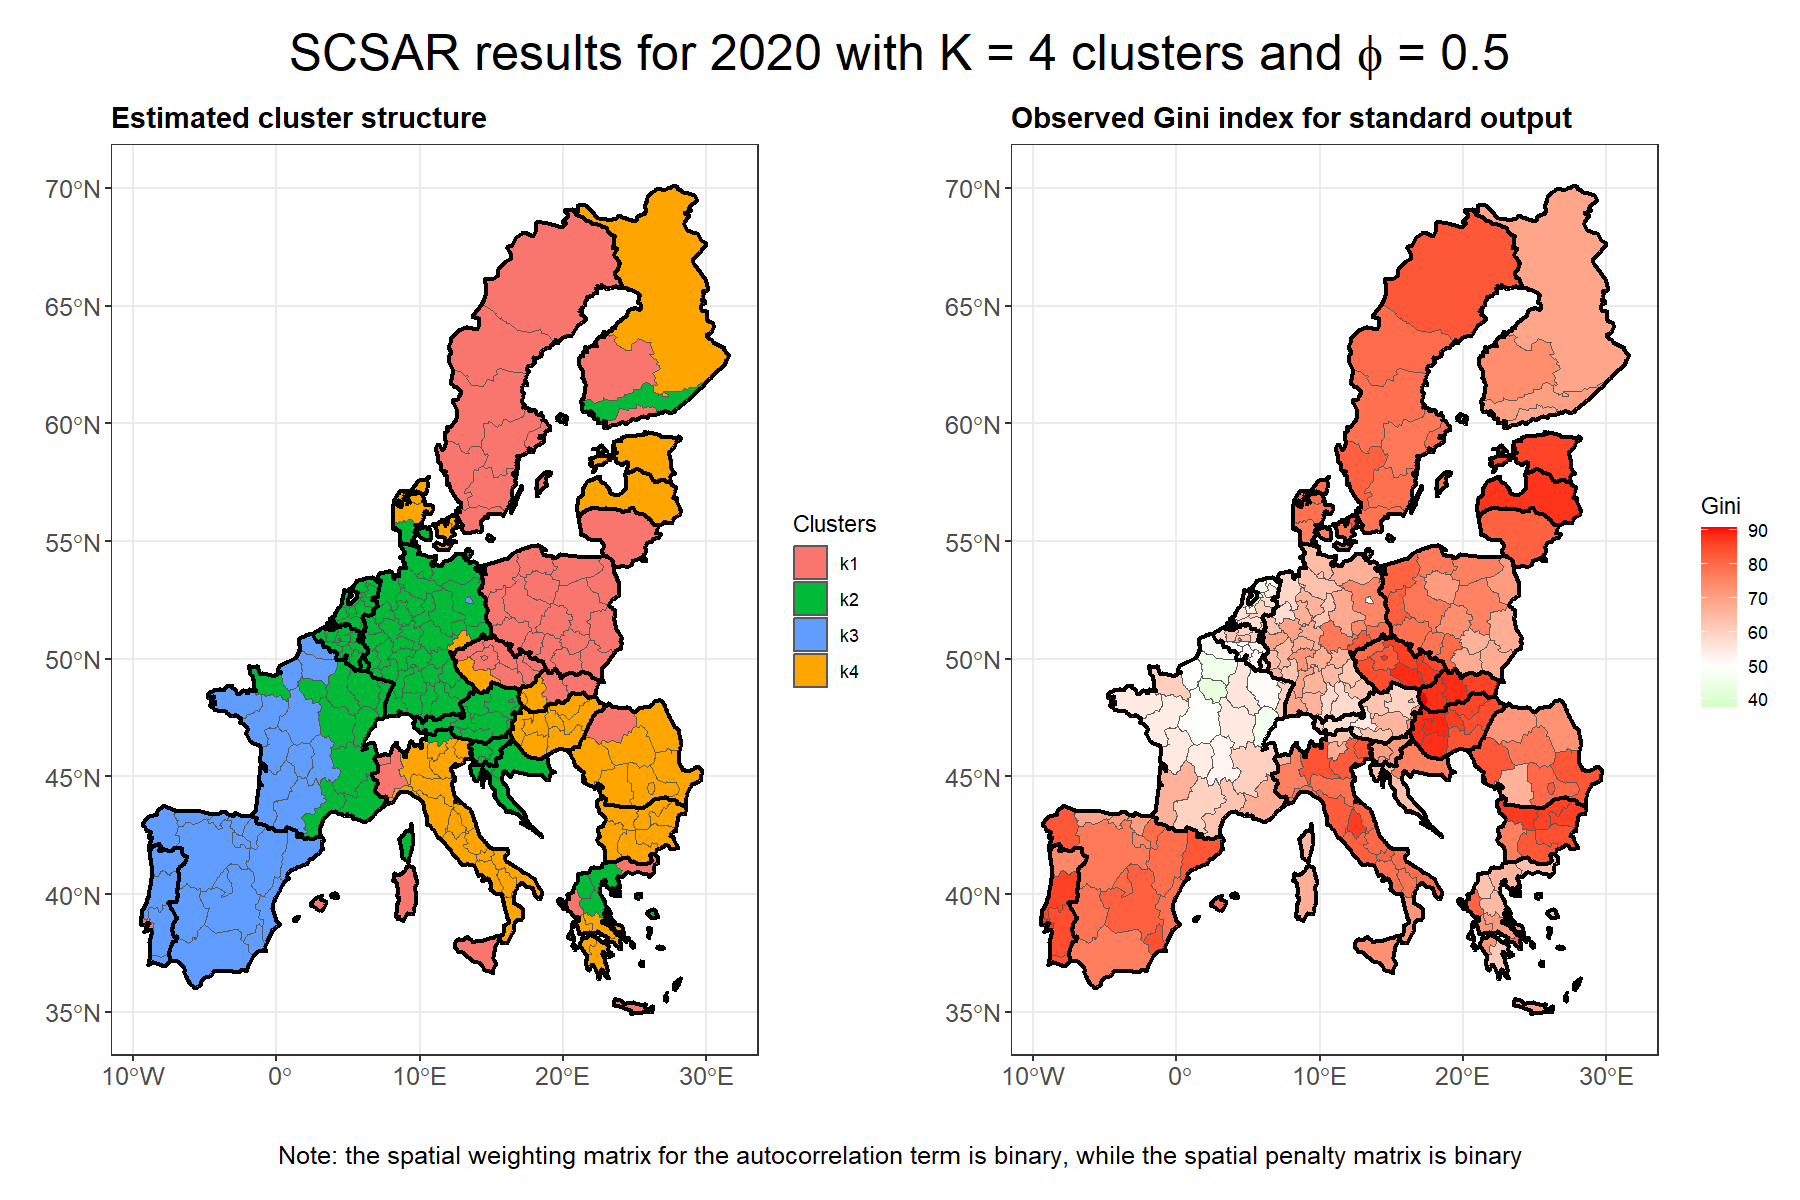 SCSAR results for 2020 with K = 4 clusters and ϕ = 0.5
Estimated cluster structure
70°N
65°N
60°N
55°N
50°N
45°N
40°N
35°N
10°W 0° 10°E 20°E 30°E
Clusters
k1
k2
k3
k4
Observed Gini index for standard output
70°N
65°N
60°N
55°N
50°N
45°N
40°N
35°N
10°W 0° 10°E 20°E 30°E
Gini
90
80
70
60
50
40
Note: the spatial weighting matrix for the autocorrelation term is binary, while the spatial penalty matrix is binary